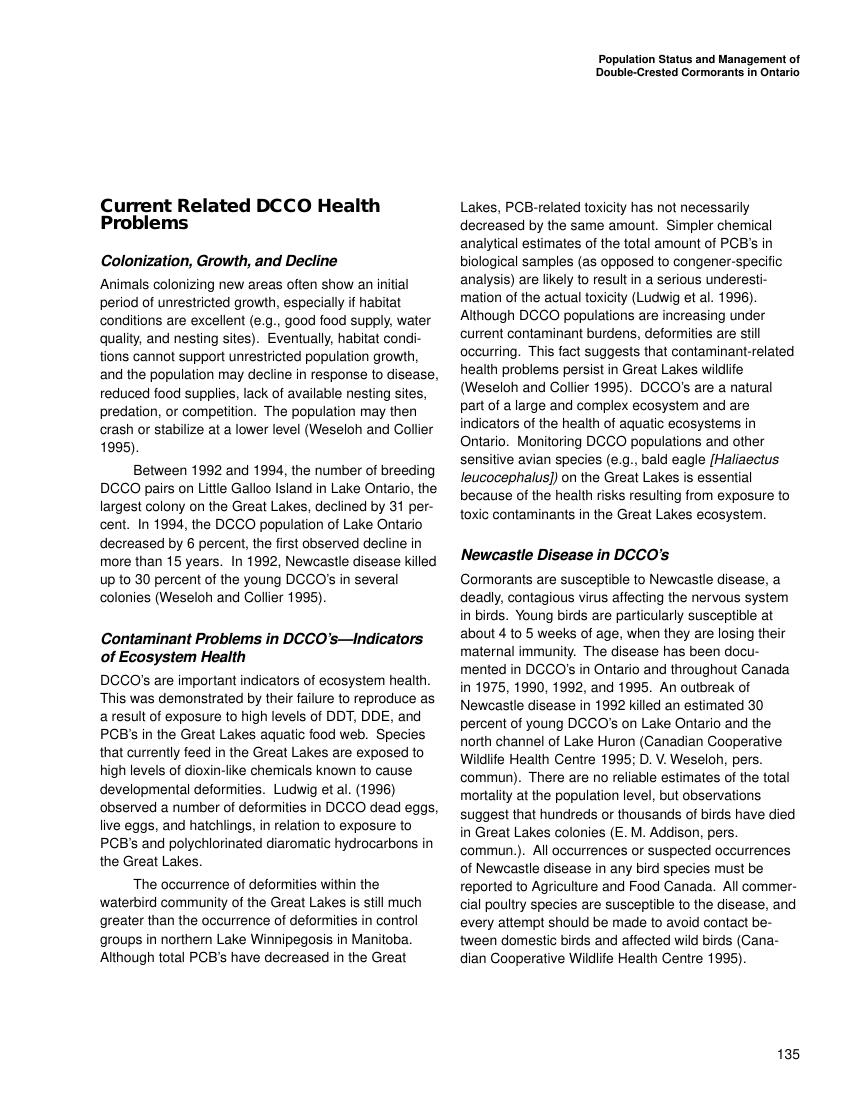 Population Status and Management of
Double-Crested Cormorants in Ontario
Current Related DCCO Health
Problems
Colonization, Growth, and Decline
Animals colonizing new areas often show an initial
period of unrestricted growth, especially if habitat
conditions are excellent (e.g., good food supply, water
quality, and nesting sites).  Eventually, habitat condi-
tions cannot support unrestricted population growth,
and the population may decline in response to disease,
reduced food supplies, lack of available nesting sites,
predation, or competition.  The population may then
crash or stabilize at a lower level (Weseloh and Collier
1995).
Between 1992 and 1994, the number of breeding
DCCO pairs on Little Galloo Island in Lake Ontario, the
largest colony on the Great Lakes, declined by 31 per-
cent.  In 1994, the DCCO population of Lake Ontario
decreased by 6 percent, the first observed decline in
more than 15 years.  In 1992, Newcastle disease killed
up to 30 percent of the young DCCO's in several
colonies (Weseloh and Collier 1995).
Contaminant Problems in DCCO's—Indicators
of Ecosystem Health
DCCO's are important indicators of ecosystem health.
This was demonstrated by their failure to reproduce as
a result of exposure to high levels of DDT, DDE, and
PCB's in the Great Lakes aquatic food web.  Species
that currently feed in the Great Lakes are exposed to
high levels of dioxin-like chemicals known to cause
developmental deformities.  Ludwig et al. (1996)
observed a number of deformities in DCCO dead eggs,
live eggs, and hatchlings, in relation to exposure to
PCB's and polychlorinated diaromatic hydrocarbons in
the Great Lakes.
The occurrence of deformities within the
waterbird community of the Great Lakes is still much
greater than the occurrence of deformities in control
groups in northern Lake Winnipegosis in Manitoba.
Although total PCB's have decreased in the Great
Lakes, PCB-related toxicity has not necessarily
decreased by the same amount.  Simpler chemical
analytical estimates of the total amount of PCB's in
biological samples (as opposed to congener-specific
analysis) are likely to result in a serious underesti-
mation of the actual toxicity (Ludwig et al. 1996).
Although DCCO populations are increasing under
current contaminant burdens, deformities are still
occurring.  This fact suggests that contaminant-related
health problems persist in Great Lakes wildlife
(Weseloh and Collier 1995).  DCCO's are a natural
part of a large and complex ecosystem and are
indicators of the health of aquatic ecosystems in
Ontario.  Monitoring DCCO populations and other
sensitive avian species (e.g., bald eagle [Haliaectus
leucocephalus]) on the Great Lakes is essential
because of the health risks resulting from exposure to
toxic contaminants in the Great Lakes ecosystem.
Newcastle Disease in DCCO's
Cormorants are susceptible to Newcastle disease, a
deadly, contagious virus affecting the nervous system
in birds.  Young birds are particularly susceptible at
about 4 to 5 weeks of age, when they are losing their
maternal immunity.  The disease has been docu-
mented in DCCO's in Ontario and throughout Canada
in 1975, 1990, 1992, and 1995.  An outbreak of
Newcastle disease in 1992 killed an estimated 30
percent of young DCCO's on Lake Ontario and the
north channel of Lake Huron (Canadian Cooperative
Wildlife Health Centre 1995; D. V. Weseloh, pers.
commun).  There are no reliable estimates of the total
mortality at the population level, but observations
suggest that hundreds or thousands of birds have died
in Great Lakes colonies (E. M. Addison, pers.
commun.).  All occurrences or suspected occurrences
of Newcastle disease in any bird species must be
reported to Agriculture and Food Canada.  All commer-
cial poultry species are susceptible to the disease, and
every attempt should be made to avoid contact be-
tween domestic birds and affected wild birds (Cana-
dian Cooperative Wildlife Health Centre 1995).
135